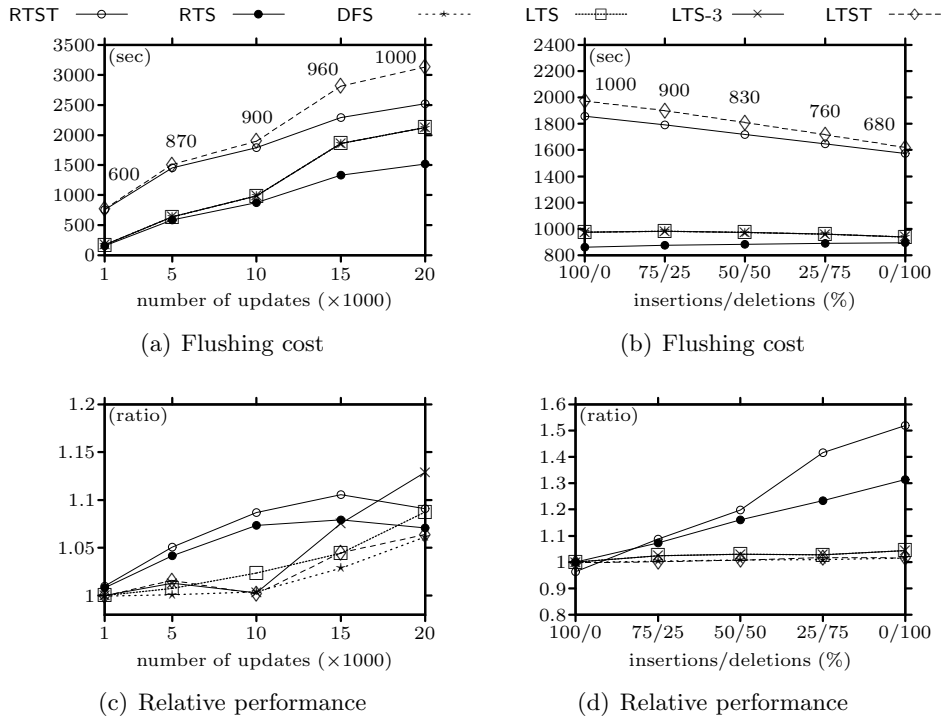 RTST RTS DFS LTS LTS-3 LTST
(sec)
3500
3000
2500
2000
1500
1000
500
0
600
870
900
960
1000
1 5 10 15 20
number of updates (×1000)
(a) Flushing cost
(sec)
2400
2200
2000
1800
1600
1400
1200
1000
800
1000
900
830
760
680
100/0 75/25 50/50 25/75 0/100
insertions/deletions (%)
(b) Flushing cost
(ratio)
1.2
1.15
1.1
1.05
1
1 5 10 15 20
number of updates (×1000)
(c) Relative performance
(ratio)
1.6
1.5
1.4
1.3
1.2
1.1
1
0.9
0.8
100/0 75/25 50/50 25/75 0/100
insertions/deletions (%)
(d) Relative performance